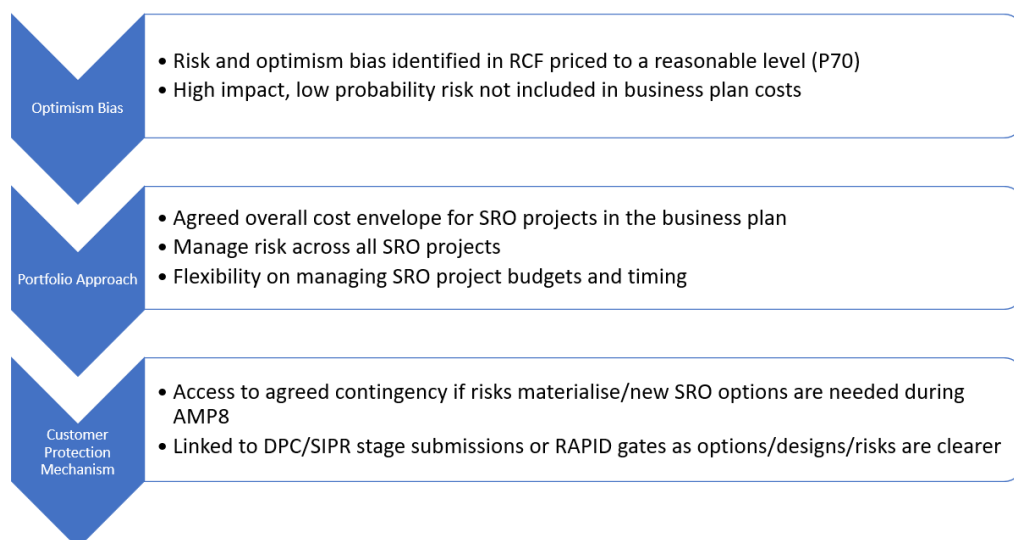 Optimism Bias
• Risk and optimism bias identified in RCF priced to a reasonable level (P70)
• High impact, low probability risk not included in business plan costs
Portfolio Approach
• Agreed overall cost envelope for SRO projects in the business plan
• Manage risk across all SRO projects
• Flexibility on managing SRO project budgets and timing
Customer
Protection
Mechanism
• Access to agreed contingency if risks materialise/new SRO options are needed during
AMP8
• Linked to DPC/SIPR stage submissions or RAPID gates as options/designs/risks are clearer